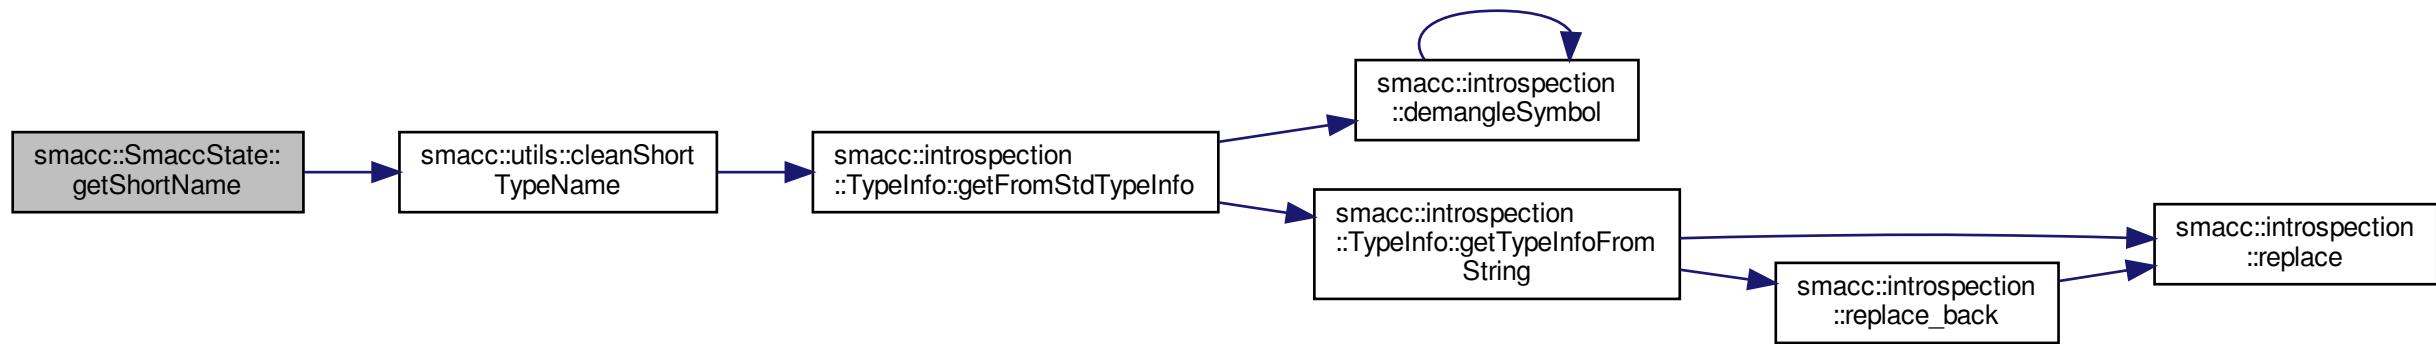 smacc::SmaccState::
getShortName
smacc::utils::cleanShort
TypeName
smacc::introspection
::TypeInfo::getFromStdTypeInfo
smacc::introspection
::demangleSymbol
smacc::introspection
::TypeInfo::getTypeInfoFrom
String
smacc::introspection
::replace_back
smacc::introspection
::replace